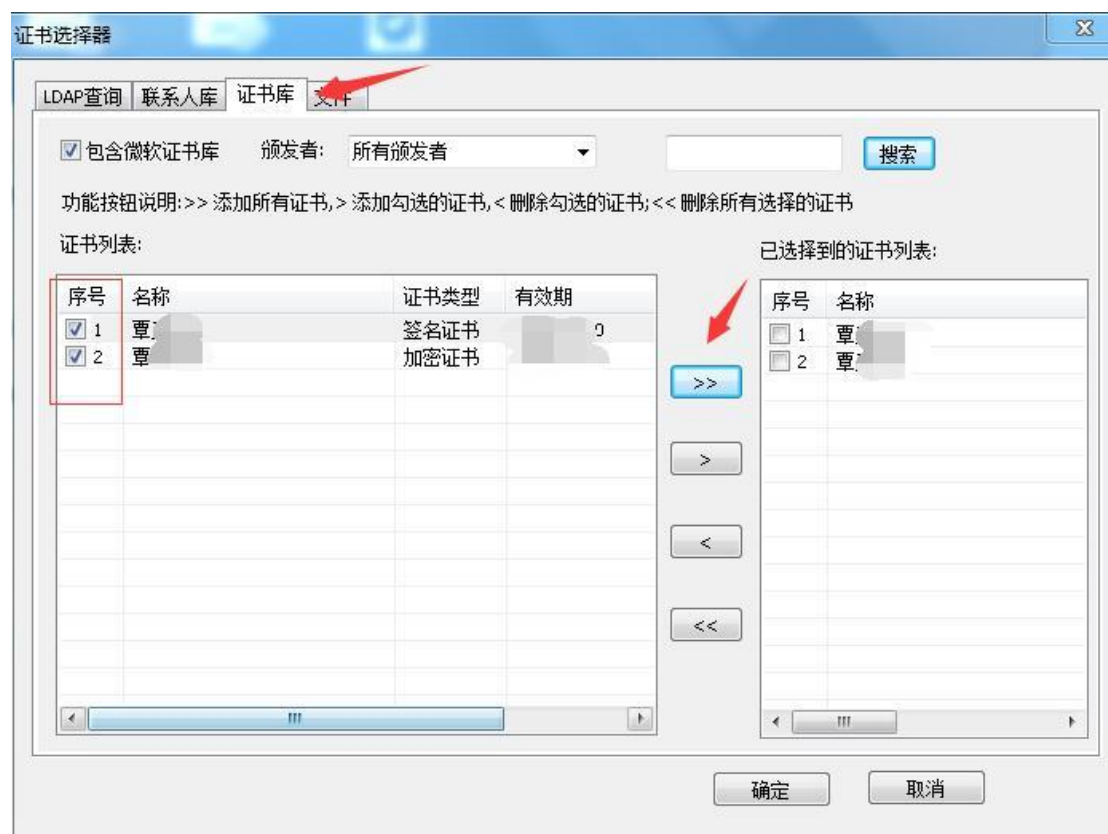 证书选择器
LDAP查询 联系人库 证书库
包含微软证书库 颁发者: 所有颁发者 搜索
功能按钮说明:>> 添加所有证书,> 添加勾选的证书,< 删除勾选的证书;<< 删除所有选择的证书
证书列表:
已选择到的证书列表:
序号 名称 证书类型 有效期
1 覃 签名证书
2 覃 加密证书
序号 名称
1 覃
2 覃
>>
>
<
<<
确定 取消